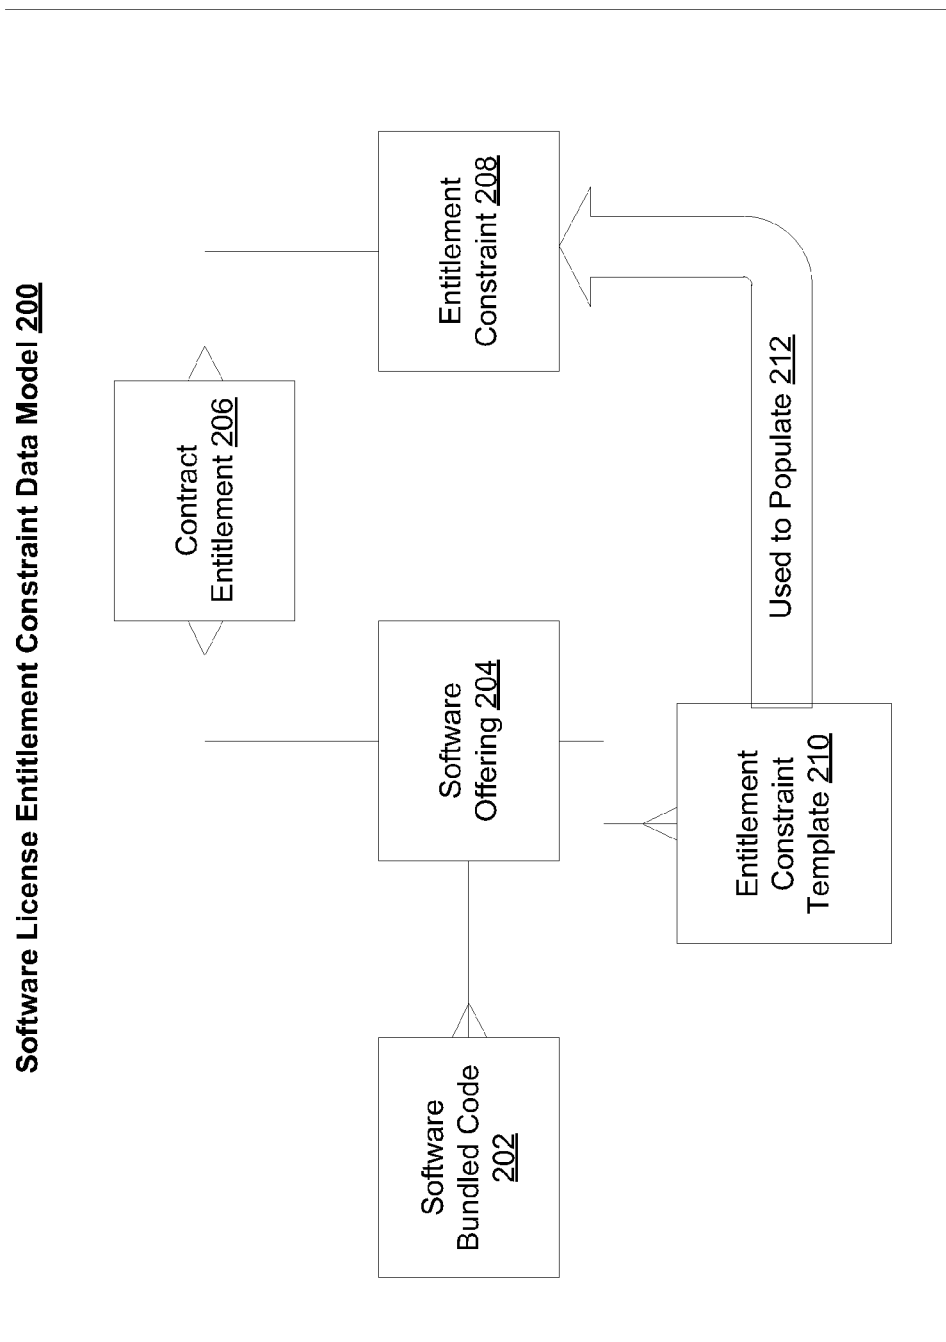 Software License Entitlement Constraint Data Model 200
Contract
Entitlement 206
Software
Bundled Code
202
Software
Offering 204
Entitlement
Constraint 208
Entitlement
Constraint
Template 210
Used to Populate 212